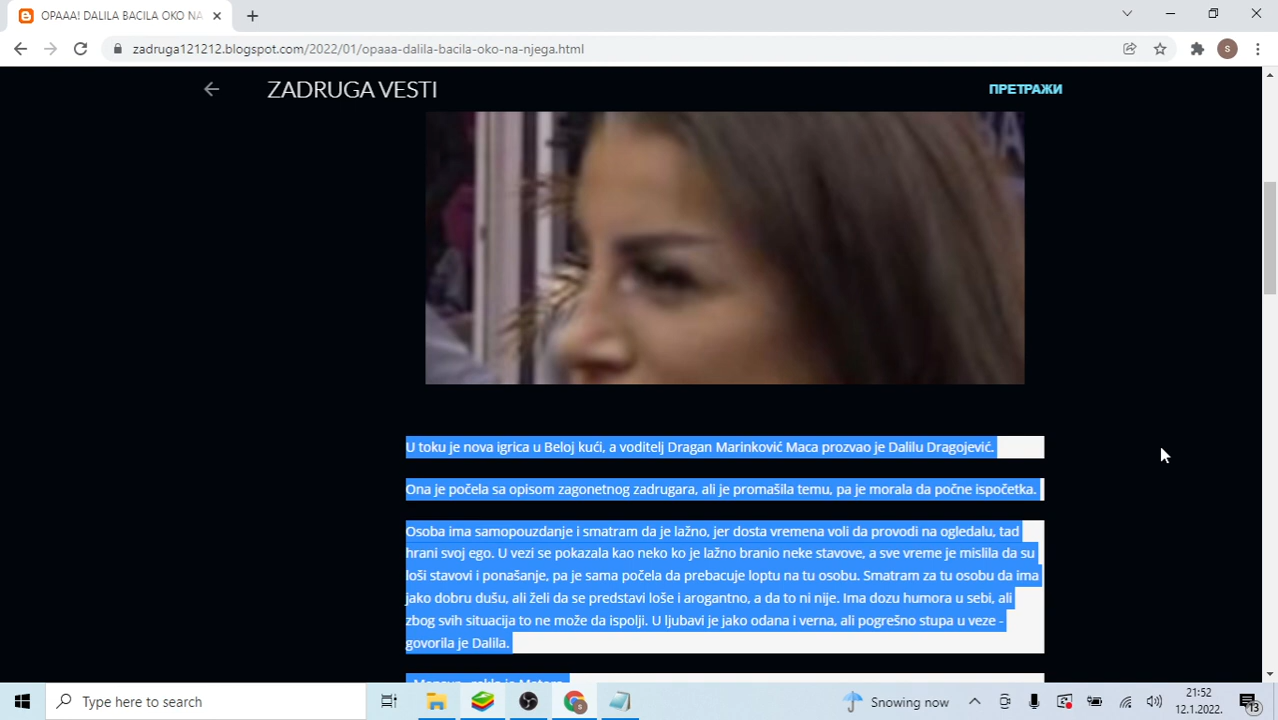 OPAAA! DALILA BACILA OKO NA
zadruga121212.blogspot.com/2022/01/opaaa-dalila-bacila-oko-na-njega.html
S
ZADRUGA VESTI
ПРЕТРАЖИ
U toku je nova igrica u Beloj kući, a voditelj Dragan Marinković Maca prozvao je Dalilu Dragojević.
Ona je počela sa opisom zagonetnog zadrugara, ali je promašila temu, pa je morala da počne ispočetka.
Osoba ima samopouzdanje i smatram da je lažno, jer dosta vremena voli da provodi na ogledalu, tad
hrani svoj ego. U vezi se pokazala kao neko ko je lažno branio neke stavove, a sve vreme je mislila da su
loši stavovi i ponašanje, pa je sama počela da prebacuje loptu na tu osobu. Smatram za tu osobu da ima
jako dobru dušu, ali želi da se predstavi loše i arogantno, a da to ni nije. Ima dozu humora u sebi, ali
zbog svih situacija to ne može da ispolji. U ljubavi je jako odana i verna, ali pogrešno stupa u veze -
govorila je Dalila.
Type here to search
Snowing now
21:52
12.1.2022.
13